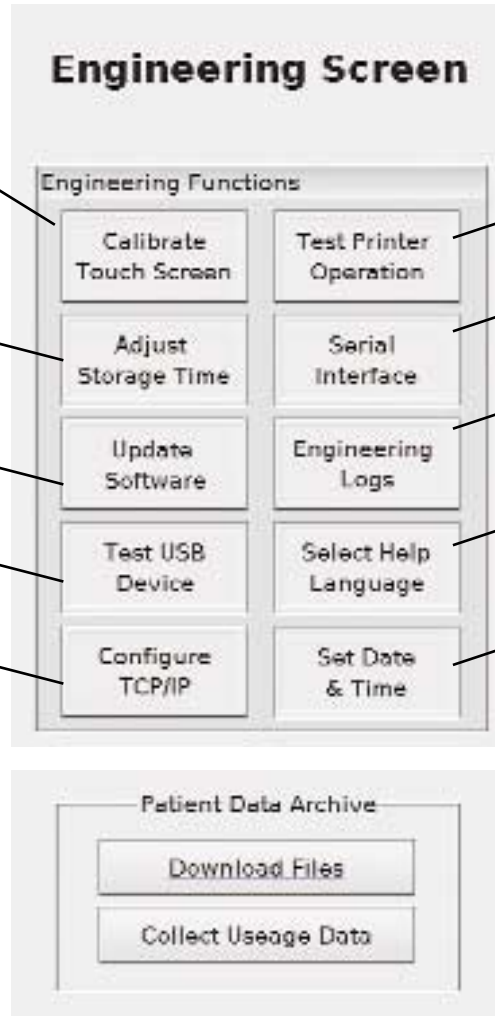 Engineering Screen
Engineering Functions
Calibrate
Touch Screen
Test Printer
Operation
Adjust
Storage Time
Serial
Interface
Update
Software
Engineering
Logs
Test USB
Device
Select Help
Language
Configure
TCP/IP
Set Date
& Time
Patient Data Archive
Download Files
Collect Useage Data